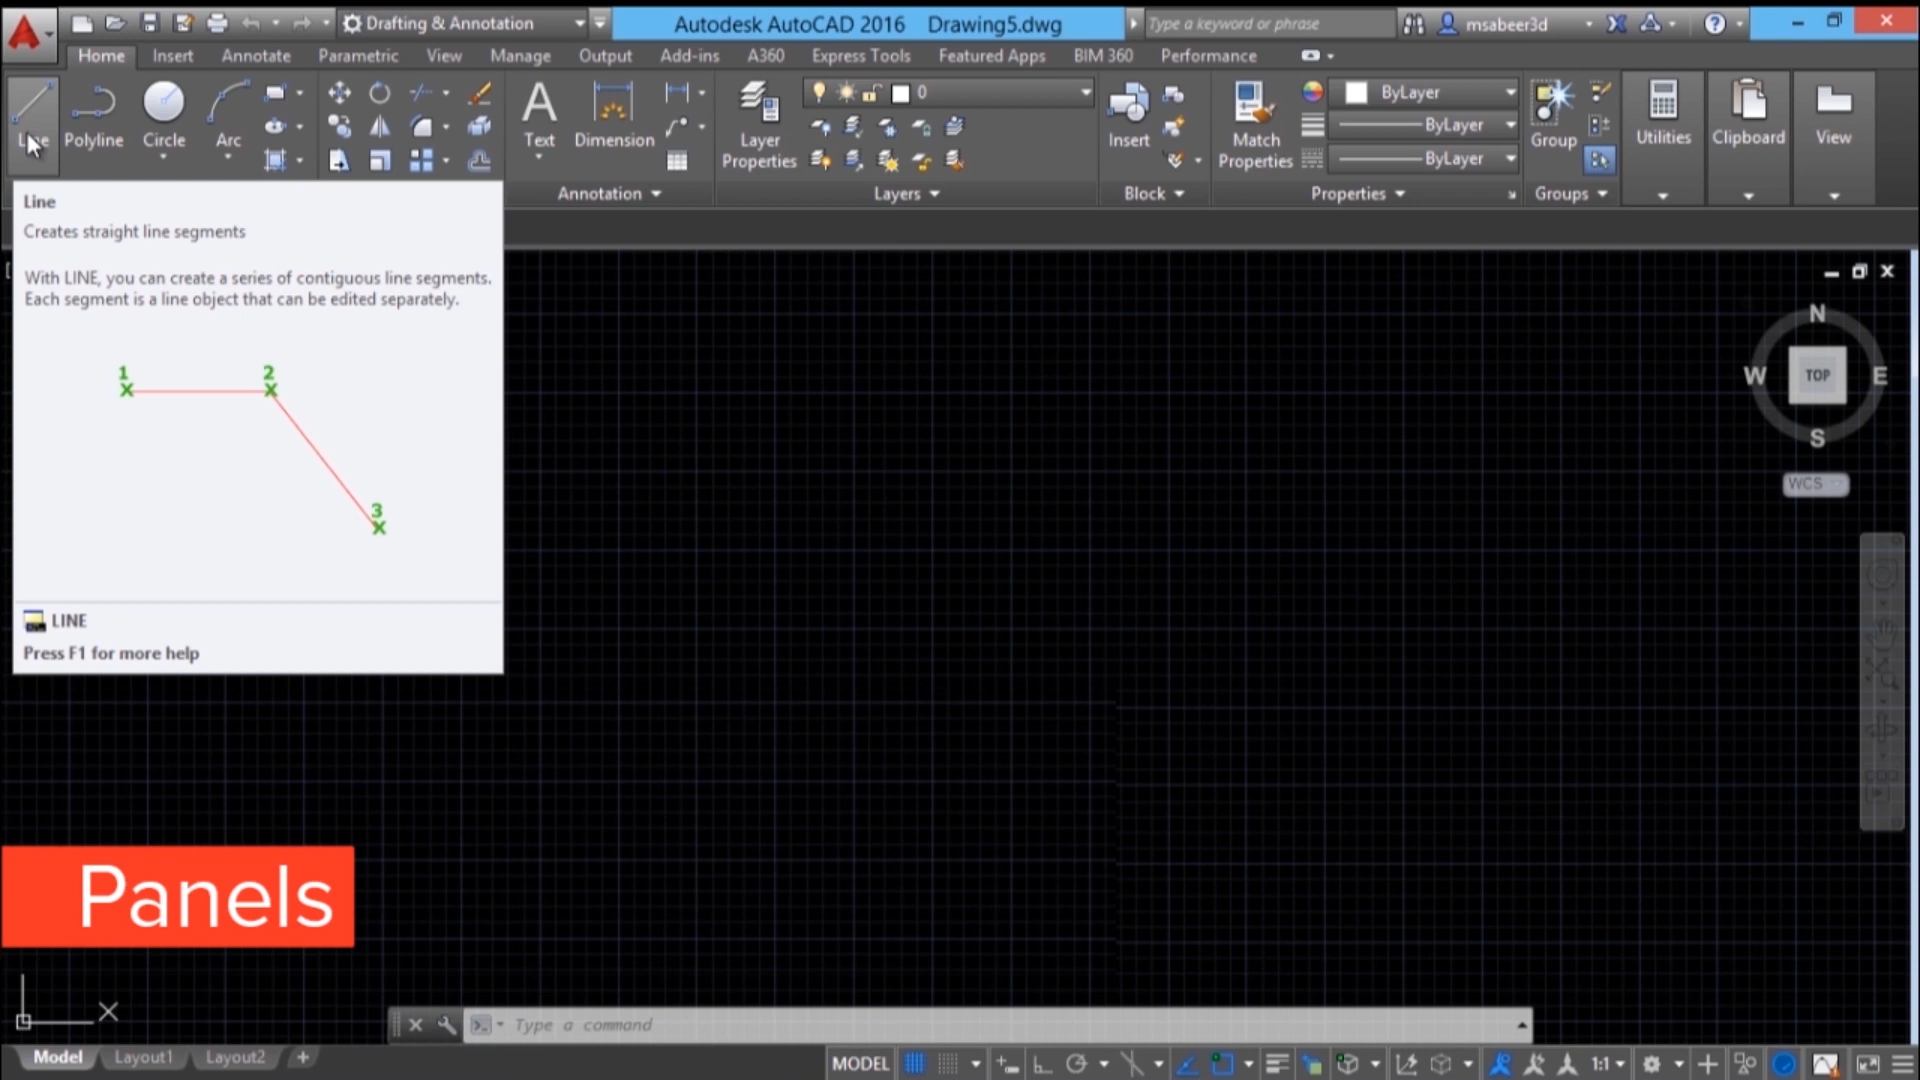 Drafting & Annotation
Autodesk AutoCAD 2016 Drawing5.dwg
Type a keyword or phrase
msabeer3d
Home Insert Annotate Parametric View Manage Output Add-ins A360 Express Tools Featured Apps BIM 360 Performance
Line Polyline Circle Arc
Text Dimension
Layer Properties
0
Insert
Match Properties
ByLayer
ByLayer
ByLayer
Group
Utilities
Clipboard
View
Annotation
Layers
Block
Properties
Groups
Line
Creates straight line segments
With LINE, you can create a series of contiguous line segments.
Each segment is a line object that can be edited separately.
1
2
3
LINE
Press F1 for more help
N
W
TOP
E
S
WCS
Panels
X
Type a command
Model Layout1 Layout2 +
MODEL
1:1